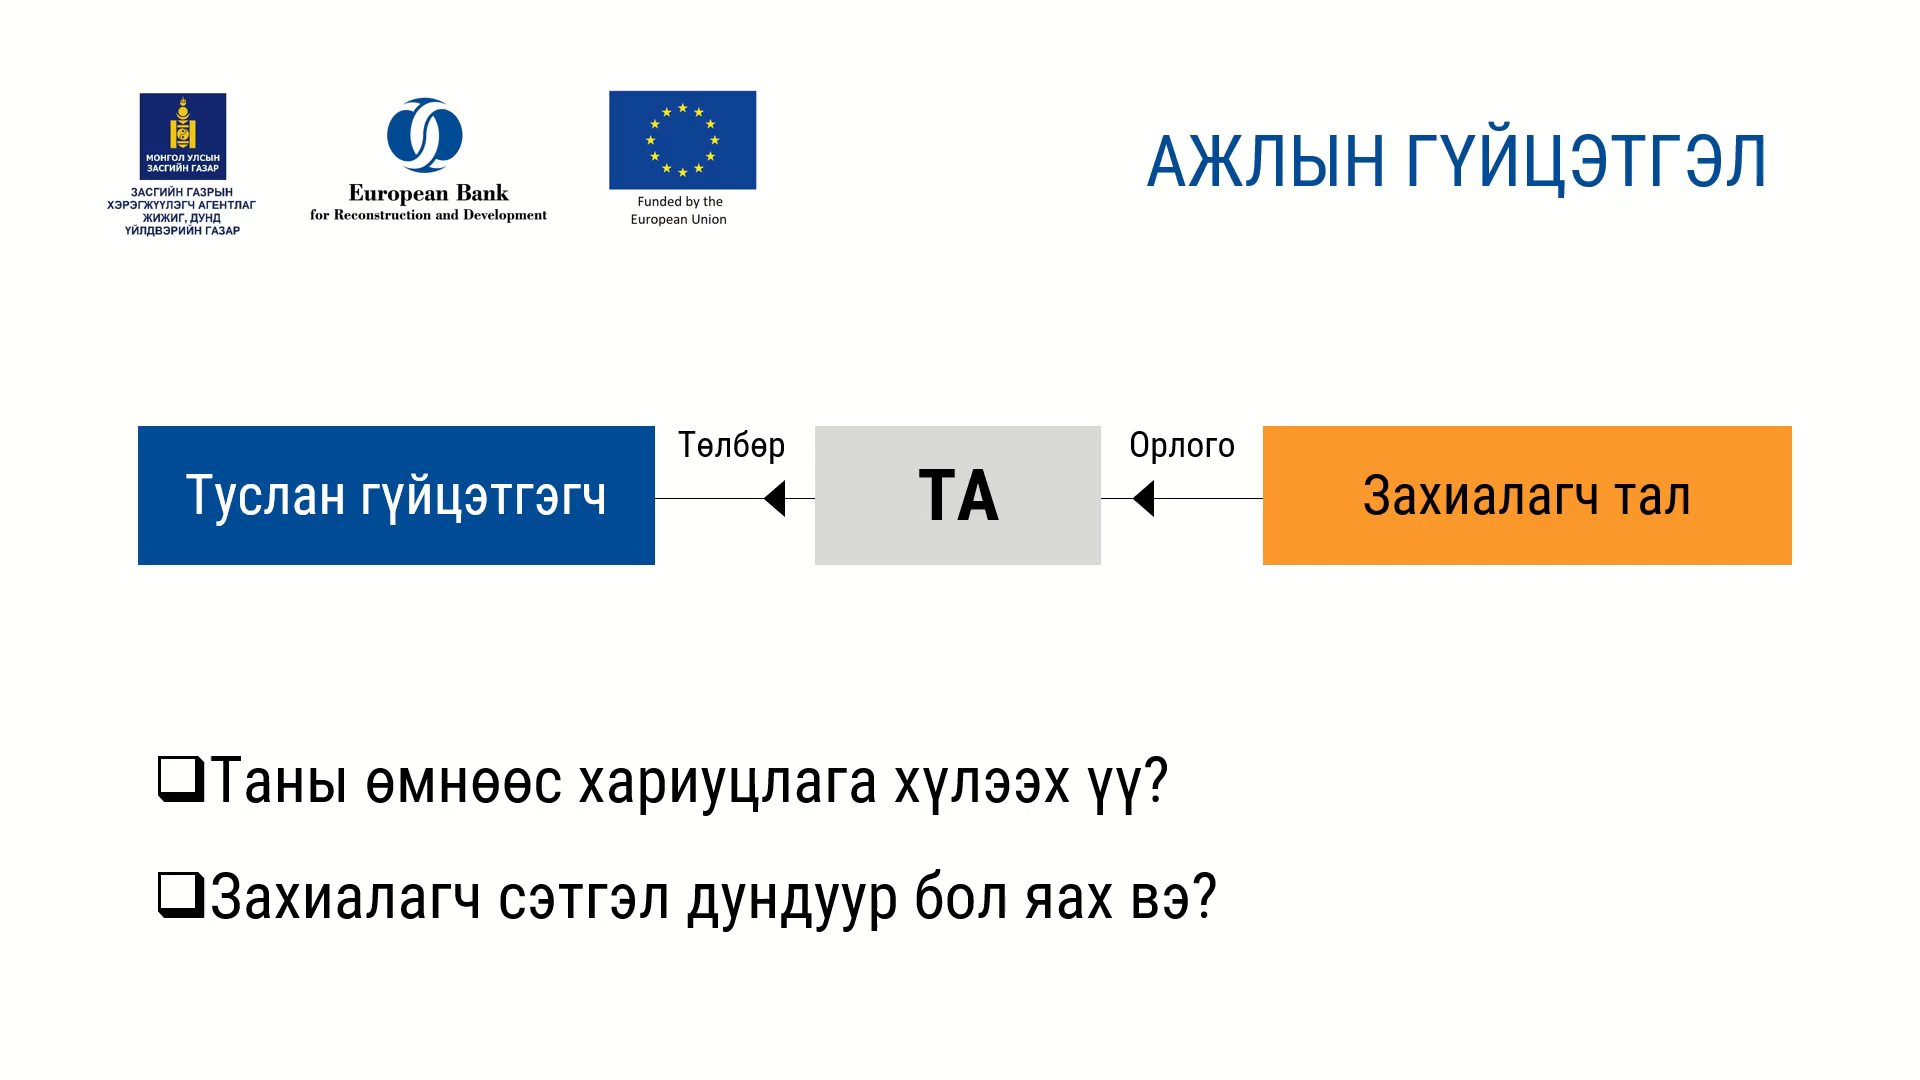 МОНГОЛ УЛСЫН
ЗАСГИЙН ГАЗАР
ЗАСГИЙН ГАЗРЫН
ХЭРЭГЖҮҮЛЭГЧ АГЕНТЛАГ
ЖИЖИГ, ДУНД
ҮЙЛДВЭРИЙН ГАЗАР
European Bank
for Reconstruction and Development
Funded by the
European Union
АЖЛЫН ГҮЙЦЭТГЭЛ
Туслан гүйцэтгэгч
Төлбөр
ТА
Орлого
Захиалагч тал
Таны өмнөөс хариуцлага хүлээх үү?
Захиалагч сэтгэл дундуур бол яах вэ?